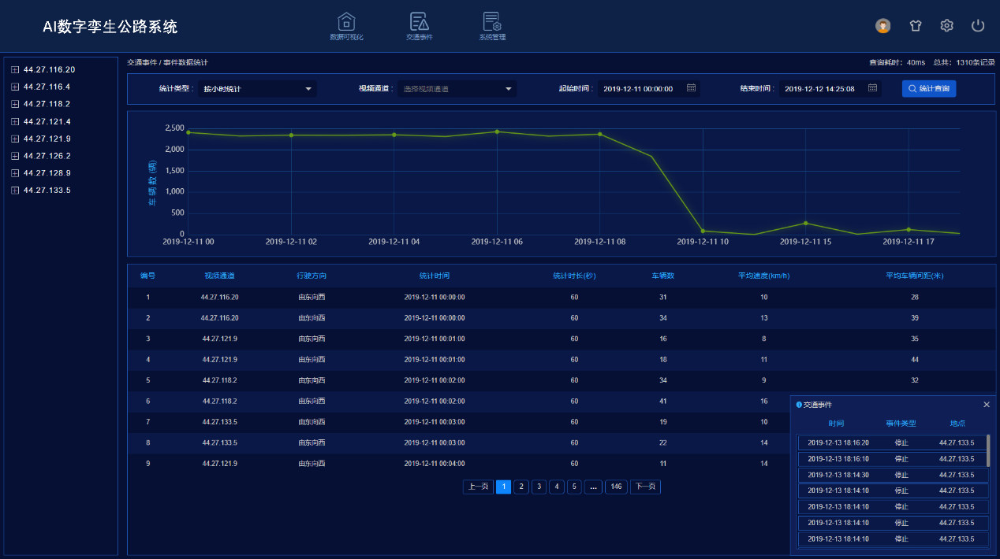 AI数字孪生公路系统
数据可视化 交通事件 系统管理
44.27.116.20
44.27.116.4
44.27.118.2
44.27.121.4
44.27.121.9
44.27.126.2
44.27.128.9
44.27.133.5
交通事件 / 事件数据统计 查询耗时：40ms 总共：1310条记录
统计类型： 按小时统计 视频通道： 选择视频通道 起始时间： 2019-12-11 00:00:00 结束时间： 2019-12-12 14:25:08 统计查询
车辆数 (辆)
2,500
2,000
1,500
1,000
500
0
2019-12-11 00 2019-12-11 02 2019-12-11 04 2019-12-11 06 2019-12-11 08 2019-12-11 10 2019-12-11 15 2019-12-11 17
编号 视频通道 行驶方向 统计时间 统计时长(秒) 车辆数 平均速度(km/h) 平均车辆间距(米)
1 44.27.116.20 由东向西 2019-12-11 00:00:00 60 31 10 28
2 44.27.116.20 由东向西 2019-12-11 00:00:00 60 34 13 39
3 44.27.121.9 由东向西 2019-12-11 00:01:00 60 16 8 35
4 44.27.121.9 由东向西 2019-12-11 00:01:00 60 18 11 44
5 44.27.118.2 由东向西 2019-12-11 00:02:00 60 34 9 32
6 44.27.118.2 由东向西 2019-12-11 00:02:00 60 41 16
7 44.27.133.5 由东向西 2019-12-11 00:03:00 60 19 10
8 44.27.133.5 由东向西 2019-12-11 00:03:00 60 22 14
9 44.27.121.9 由东向西 2019-12-11 00:04:00 60 11 14
上一页 1 2 3 4 5 ... 146 下一页
交通事件
时间 事件类型 地点
2019-12-13 18:16:20 停止 44.27.133.5
2019-12-13 18:16:10 停止 44.27.133.5
2019-12-13 18:14:30 停止 44.27.133.5
2019-12-13 18:14:10 停止 44.27.133.5
2019-12-13 18:14:10 停止 44.27.133.5
2019-12-13 18:14:10 停止 44.27.133.5
2019-12-13 18:14:10 停止 44.27.133.5